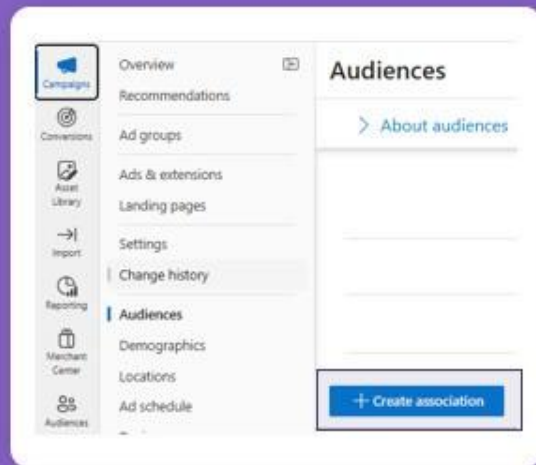 Campaigns
Conversions
Asset
Library
Import
Reporting
Merchant
Center
Audiences
Overview
Recommendations
Ad groups
Ads & extensions
Landing pages
Settings
Change history
Audiences
Demographics
Locations
Ad schedule
Audiences
About audiences
+ Create association